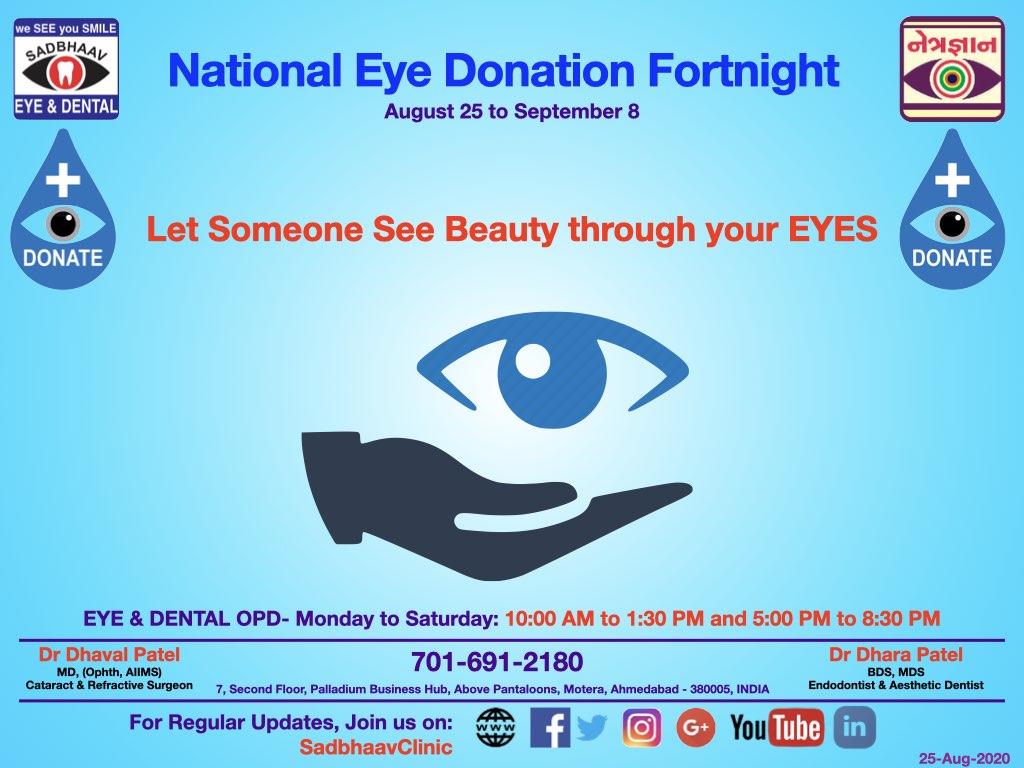 we SEE you SMILE
SADBHAAV
EYE & DENTAL
National Eye Donation Fortnight
August 25 to September 8
નેત્રજ્ઞાન
DONATE
Let Someone See Beauty through your EYES
DONATE
EYE & DENTAL OPD- Monday to Saturday: 10:00 AM to 1:30 PM and 5:00 PM to 8:30 PM
Dr Dhaval Patel
MD, (Ophth, AIIMS)
Cataract & Refractive Surgeon
701-691-2180
7, Second Floor, Palladium Business Hub, Above Pantaloons, Motera, Ahmedabad - 380005, INDIA
Dr Dhara Patel
BDS, MDS
Endodontist & Aesthetic Dentist
For Regular Updates, Join us on:
SadbhaavClinic
www
f
G+
YouTube
in
25-Aug-2020